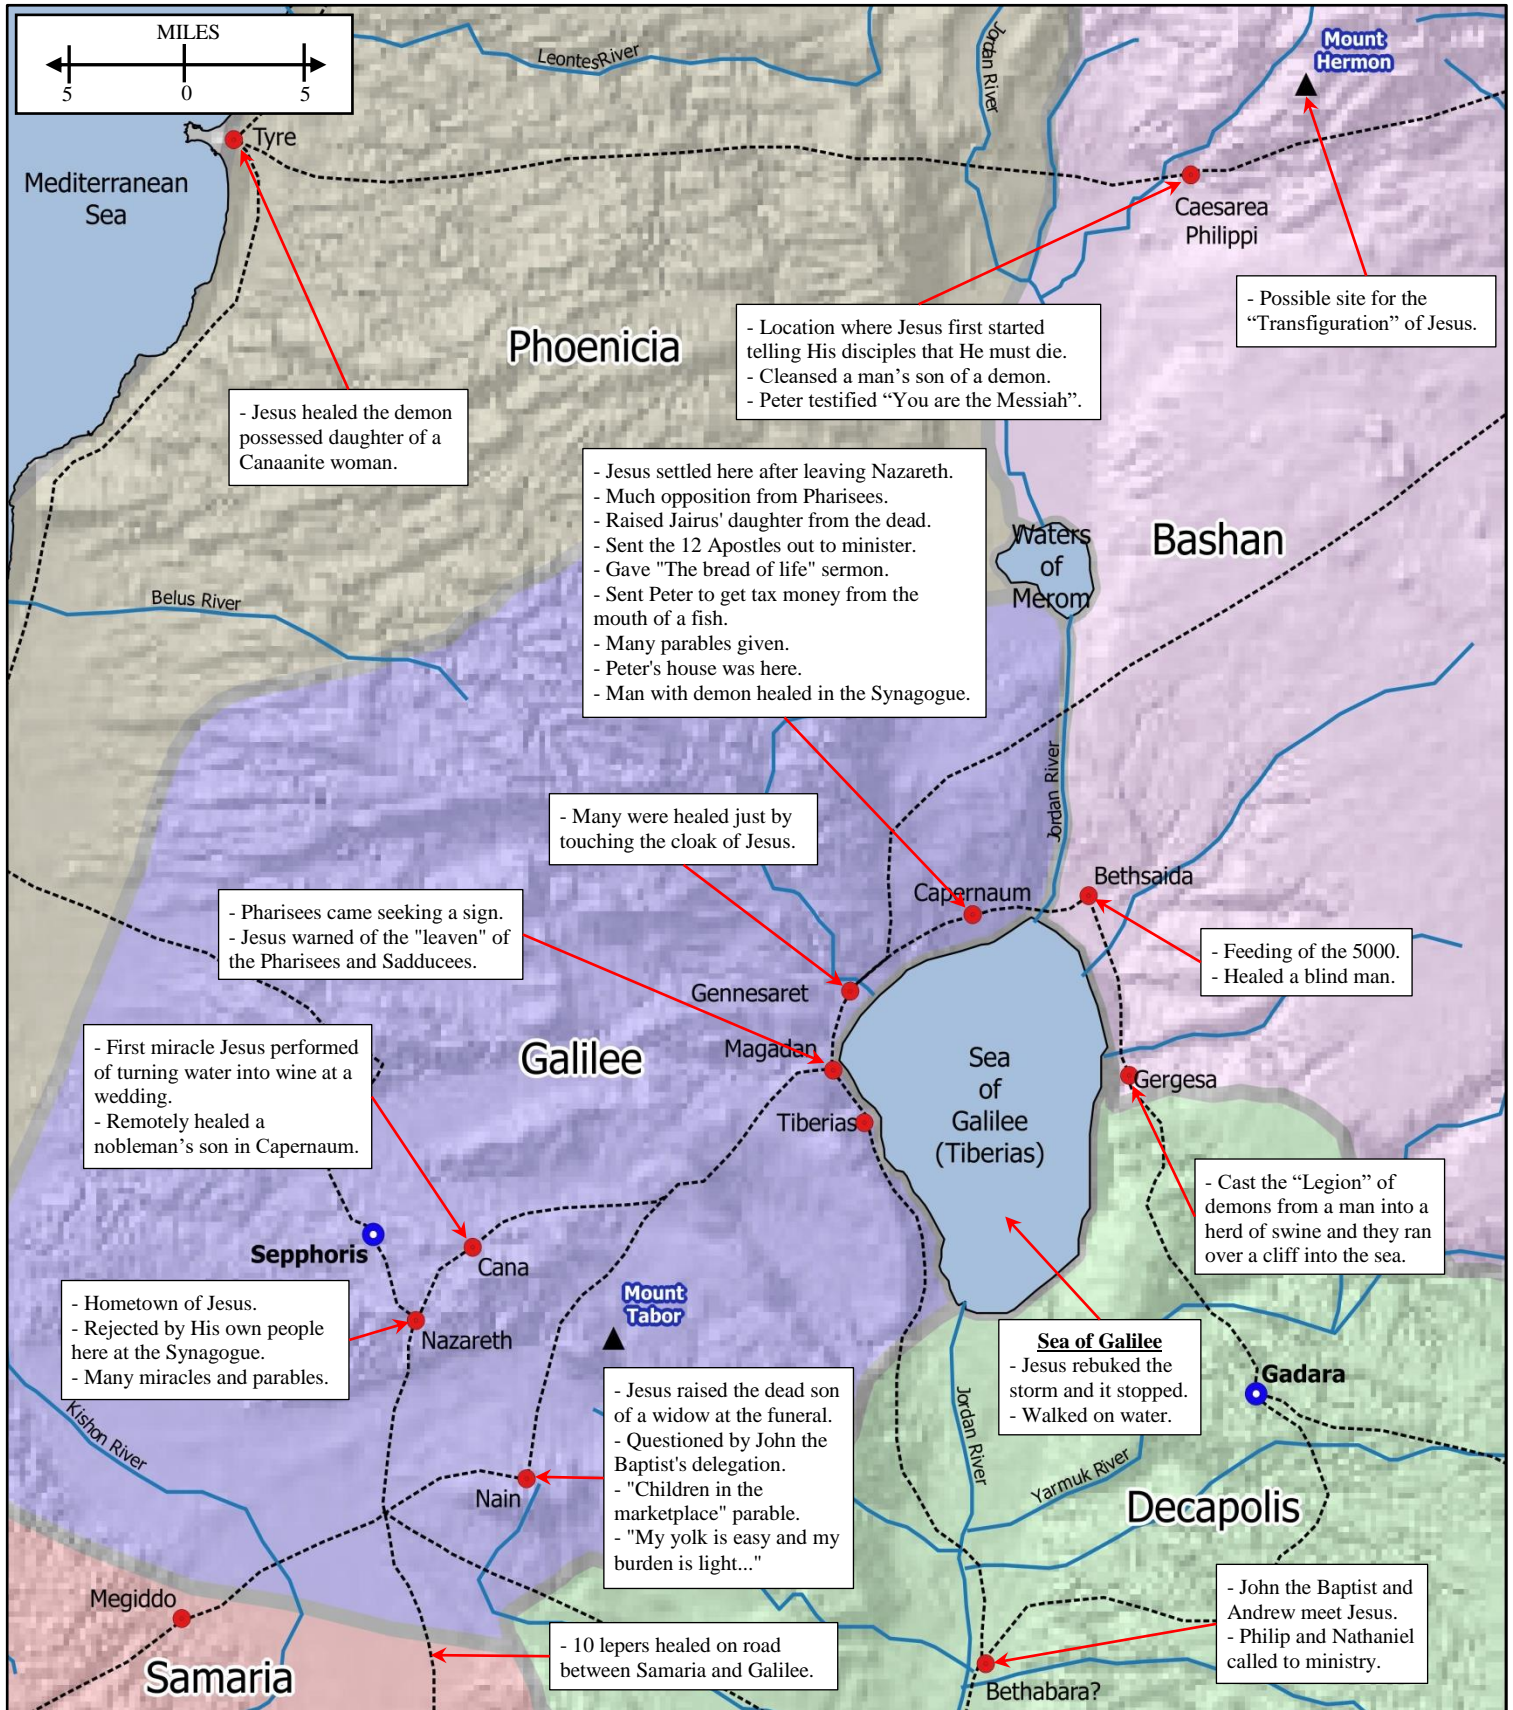 MILES
5 0 5
Leontes River
Jordan River
Mount
Hermon
Tyre
Mediterranean
Sea
Caesarea
Philippi
- Possible site for the
“Transfiguration” of Jesus.
- Location where Jesus first started
telling His disciples that He must die.
- Cleansed a man’s son of a demon.
- Peter testified “You are the Messiah”.
Phoenicia
- Jesus healed the demon
possessed daughter of a
Canaanite woman.
- Jesus settled here after leaving Nazareth.
- Much opposition from Pharisees.
- Raised Jairus' daughter from the dead.
- Sent the 12 Apostles out to minister.
- Gave "The bread of life" sermon.
- Sent Peter to get tax money from the
mouth of a fish.
- Many parables given.
- Peter's house was here.
- Man with demon healed in the Synagogue.
Waters
of
Merom
Bashan
Belus River
Jordan River
- Many were healed just by
touching the cloak of Jesus.
Capernaum
Bethsaida
- Pharisees came seeking a sign.
- Jesus warned of the "leaven" of
the Pharisees and Sadducees.
- Feeding of the 5000.
- Healed a blind man.
Gennesaret
Magadan
Galilee
Sea
of
Galilee
(Tiberias)
Gergesa
Tiberias
- First miracle Jesus performed
of turning water into wine at a
wedding.
- Remotely healed a
nobleman’s son in Capernaum.
- Cast the “Legion” of
demons from a man into a
herd of swine and they ran
over a cliff into the sea.
Sepphoris
Cana
Mount
Tabor
- Hometown of Jesus.
- Rejected by His own people
here at the Synagogue.
- Many miracles and parables.
Nazareth
Sea of Galilee
- Jesus rebuked the
storm and it stopped.
- Walked on water.
Gadara
- Jesus raised the dead son
of a widow at the funeral.
- Questioned by John the
Baptist's delegation.
- "Children in the
marketplace" parable.
- "My yolk is easy and my
burden is light..."
Kishon River
Jordan River
Yarmuk River
Nain
Decapolis
Megiddo
- John the Baptist and
Andrew meet Jesus.
- Philip and Nathaniel
called to ministry.
- 10 lepers healed on road
between Samaria and Galilee.
Samaria
Bethabara?